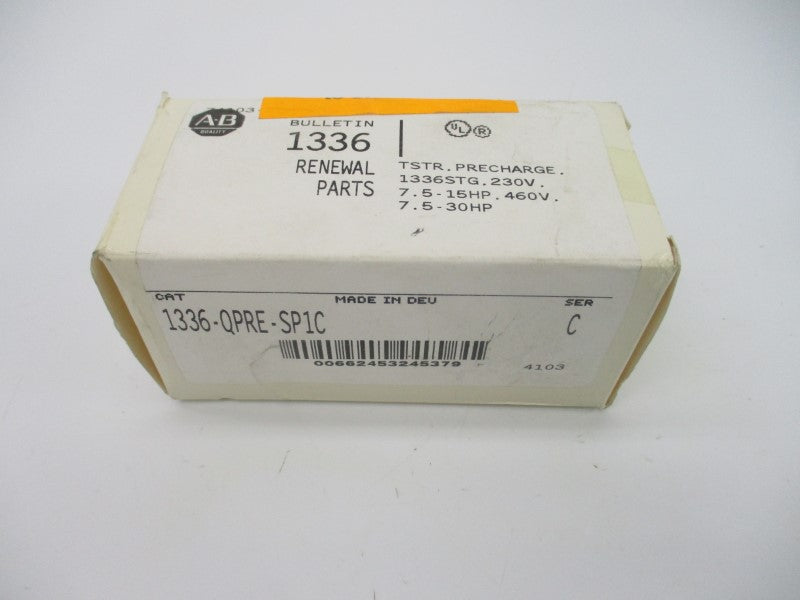 A-B
QUALITY
BULLETIN
1336
RENEWAL
PARTS
UL R
TSTR.PRECHARGE.
1336STG.230V.
7.5-15HP.460V.
7.5-30HP
CAT
MADE IN DEU
SER
1336-QPRE-SP1C
C
00662453245379
4103